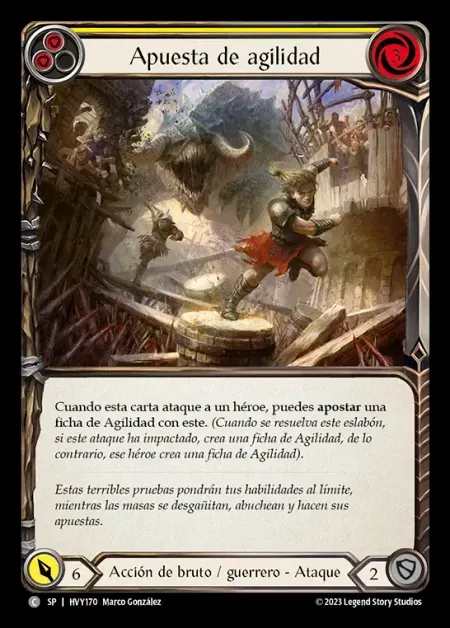 Apuesta de agilidad
3
Cuando esta carta ataque a un héroe, puedes apostar una
ficha de Agilidad con este. (Cuando se resuelva este eslabón,
si este ataque ha impactado, crea una ficha de Agilidad, de lo
contrario, ese héroe crea una ficha de Agilidad).
Estas terribles pruebas pondrán tus habilidades al límite,
mientras las masas se desgañitan, abuchean y hacen sus
apuestas.
6
Acción de bruto / guerrero - Ataque
2
C SP | HVY170 Marco González
© 2023 Legend Story Studios